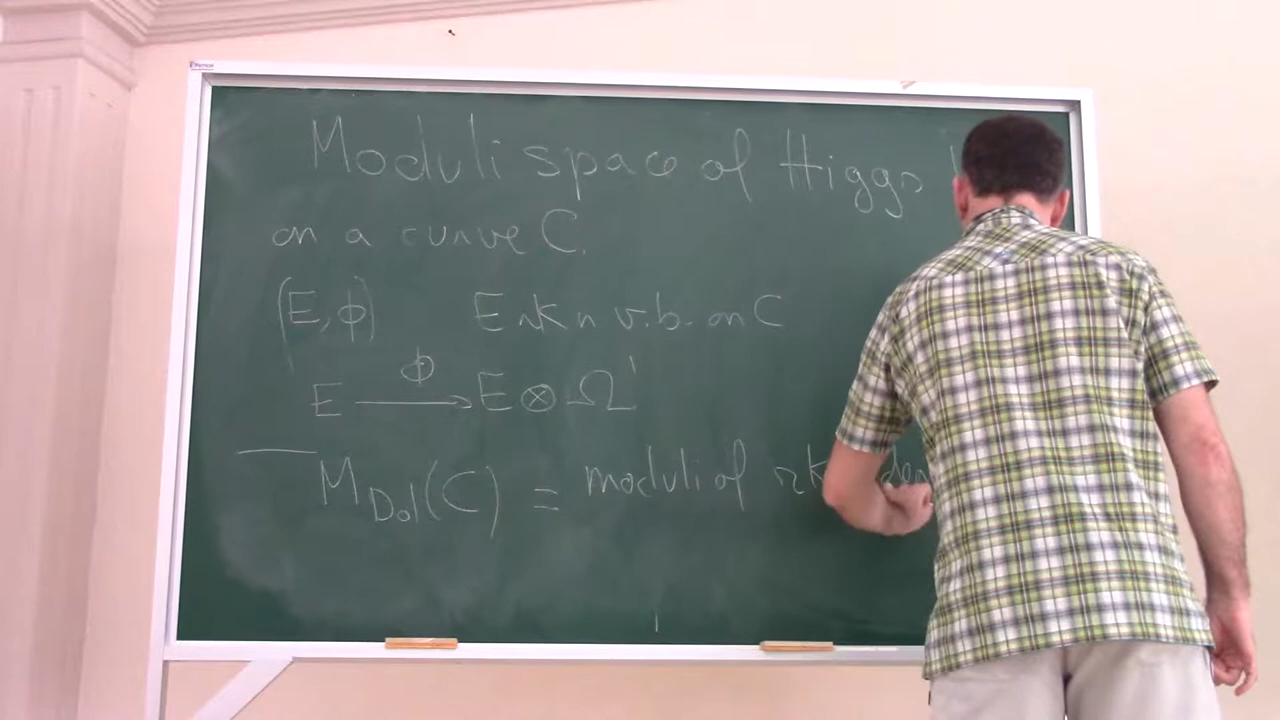 Moduli space of Higgs
on a curve C.
(E, ϕ) E rk n v.b. on C
E —ϕ→ E ⊗ Ω¹
M_Dol(C) = moduli of rk